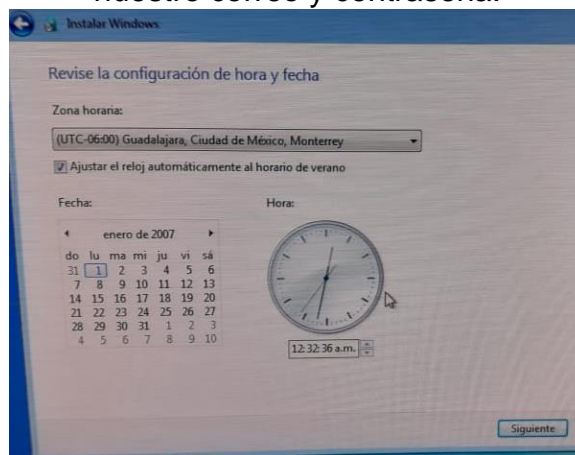 nuestro correo y contraseña.
Instalar Windows
Revise la configuración de hora y fecha
Zona horaria:
(UTC-06:00) Guadalajara, Ciudad de México, Monterrey
Ajustar el reloj automáticamente al horario de verano
Fecha:
Hora:
enero de 2007
do lu ma mi ju vi sá
31 1 2 3 4 5 6
7 8 9 10 11 12 13
14 15 16 17 18 19 20
21 22 23 24 25 26 27
28 29 30 31 1 2 3
4 5 6 7 8 9 10
12:32:36 a.m.
Siguiente